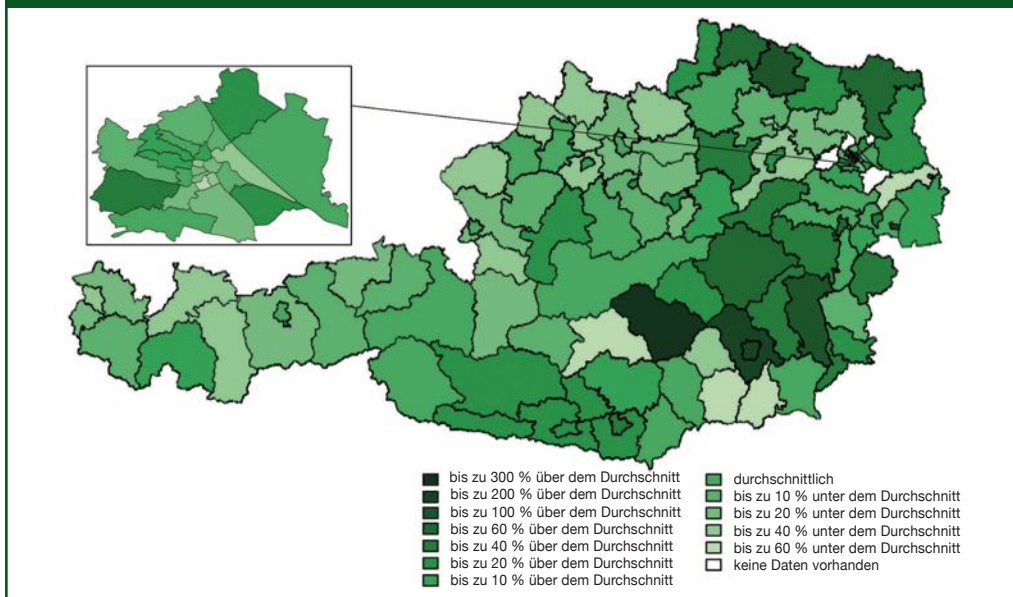 bis zu 300 % über dem Durchschnitt
bis zu 200 % über dem Durchschnitt
bis zu 100 % über dem Durchschnitt
bis zu 60 % über dem Durchschnitt
bis zu 40 % über dem Durchschnitt
bis zu 20 % über dem Durchschnitt
bis zu 10 % über dem Durchschnitt
durchschnittlich
bis zu 10 % unter dem Durchschnitt
bis zu 20 % unter dem Durchschnitt
bis zu 40 % unter dem Durchschnitt
bis zu 60 % unter dem Durchschnitt
keine Daten vorhanden